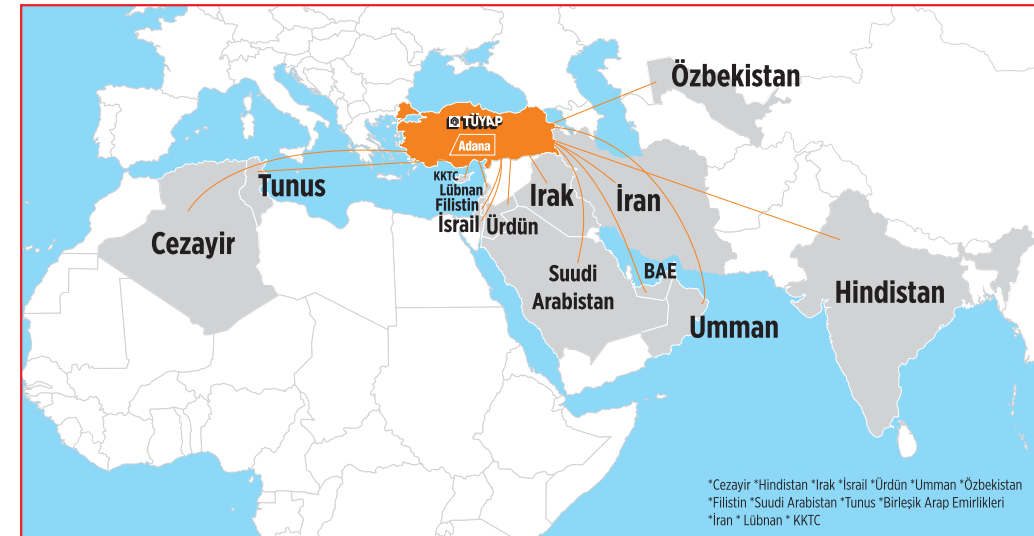 Özbekistan
TÜYAP
Adana
KKTC
Lübnan
Filistin
İsrail
Ürdün
Tunus
Cezayir
Irak
İran
Suudi
Arabistan
BAE
Umman
Hindistan
*Cezayir *Hindistan *Irak *İsrail *Ürdün *Umman *Özbekistan
*Filistin *Suudi Arabistan *Tunus *Birleşik Arap Emirlikleri
*İran * Lübnan * KKTC